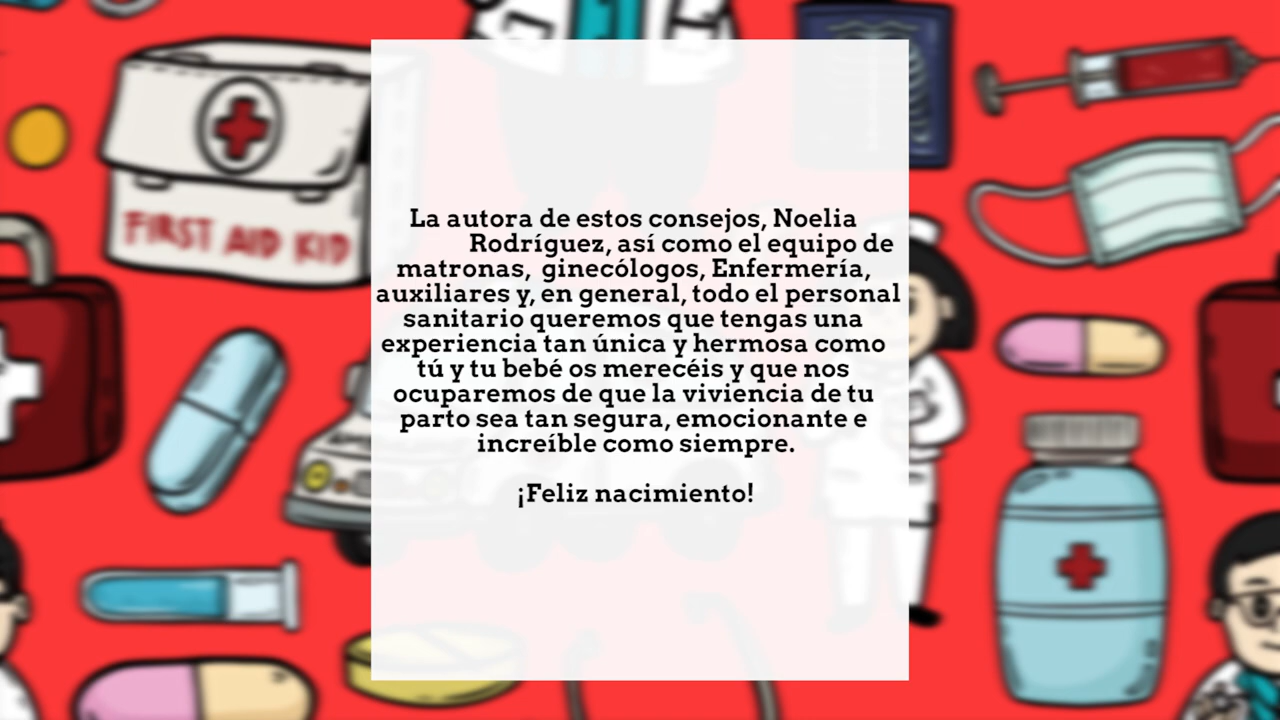 FIRST AID KID
La autora de estos consejos, Noelia
Rodríguez, así como el equipo de
matronas, ginecólogos, Enfermería,
auxiliares y, en general, todo el personal
sanitario queremos que tengas una
experiencia tan única y hermosa como
tú y tu bebé os merecéis y que nos
ocuparemos de que la viviencia de tu
parto sea tan segura, emocionante e
increíble como siempre.
¡Feliz nacimiento!